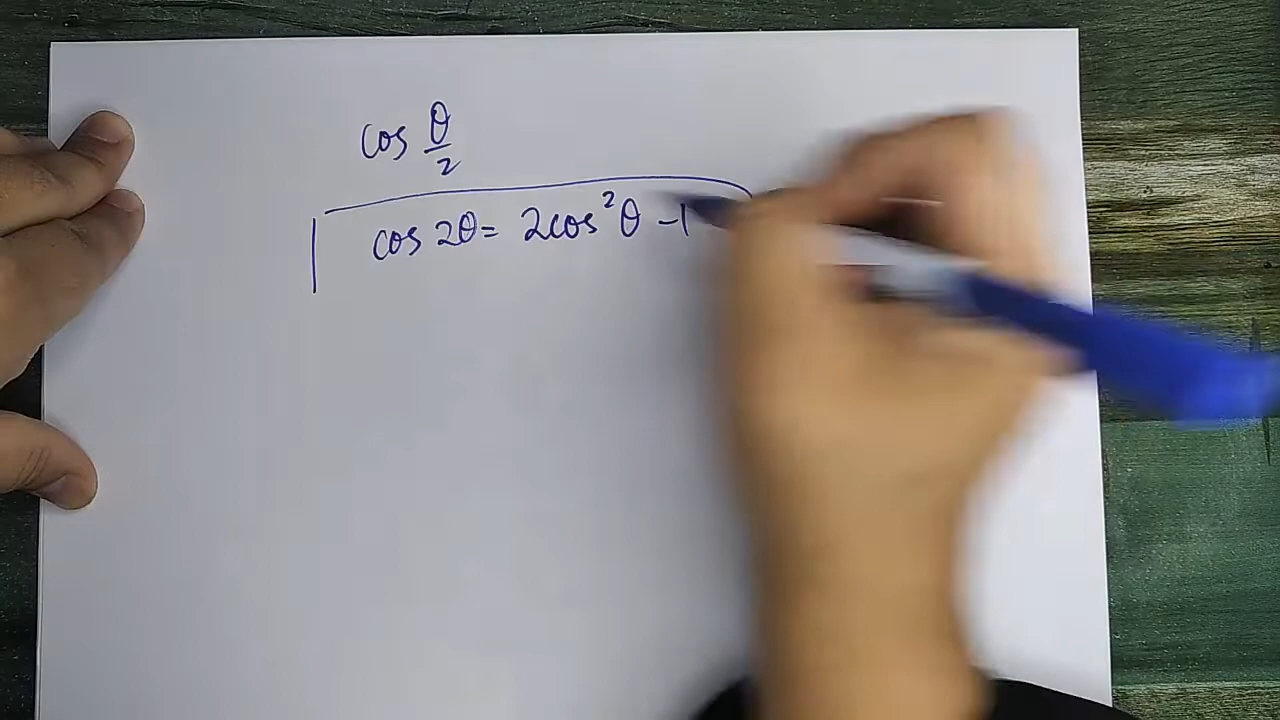 cos θ/2
cos 2θ = 2cos²θ -1